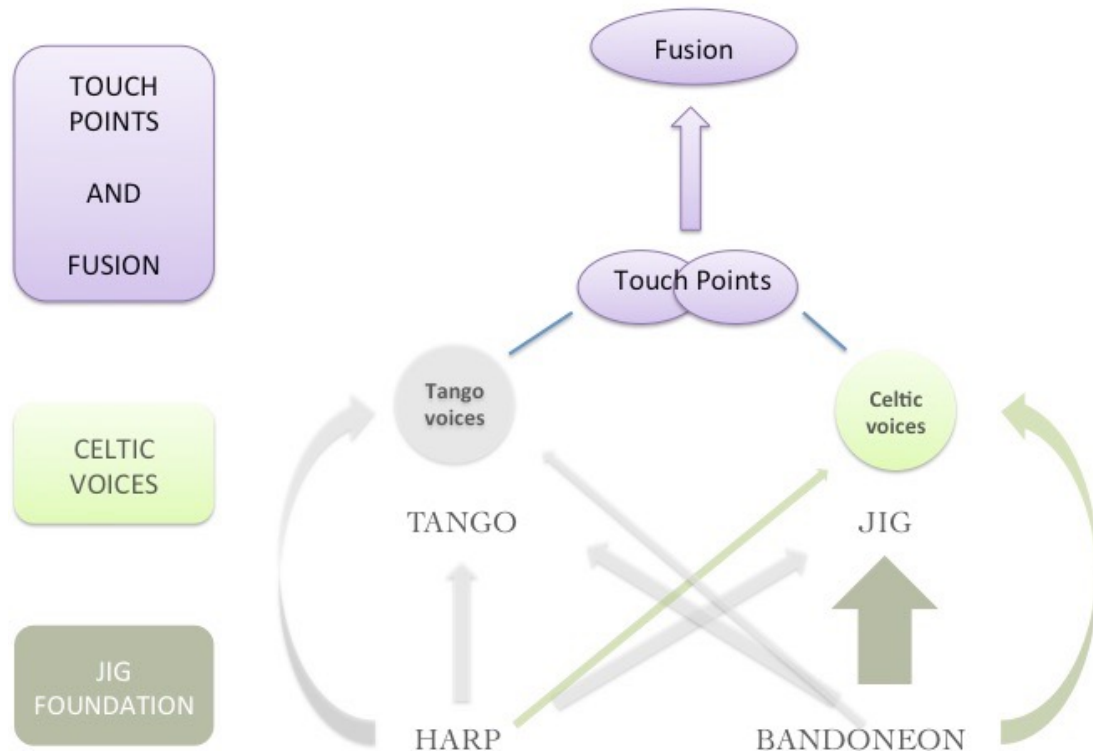 TOUCH
POINTS
AND
FUSION
Fusion
Touch Points
Tango
voices
Celtic
voices
CELTIC
VOICES
TANGO
JIG
JIG
FOUNDATION
HARP
BANDONEON